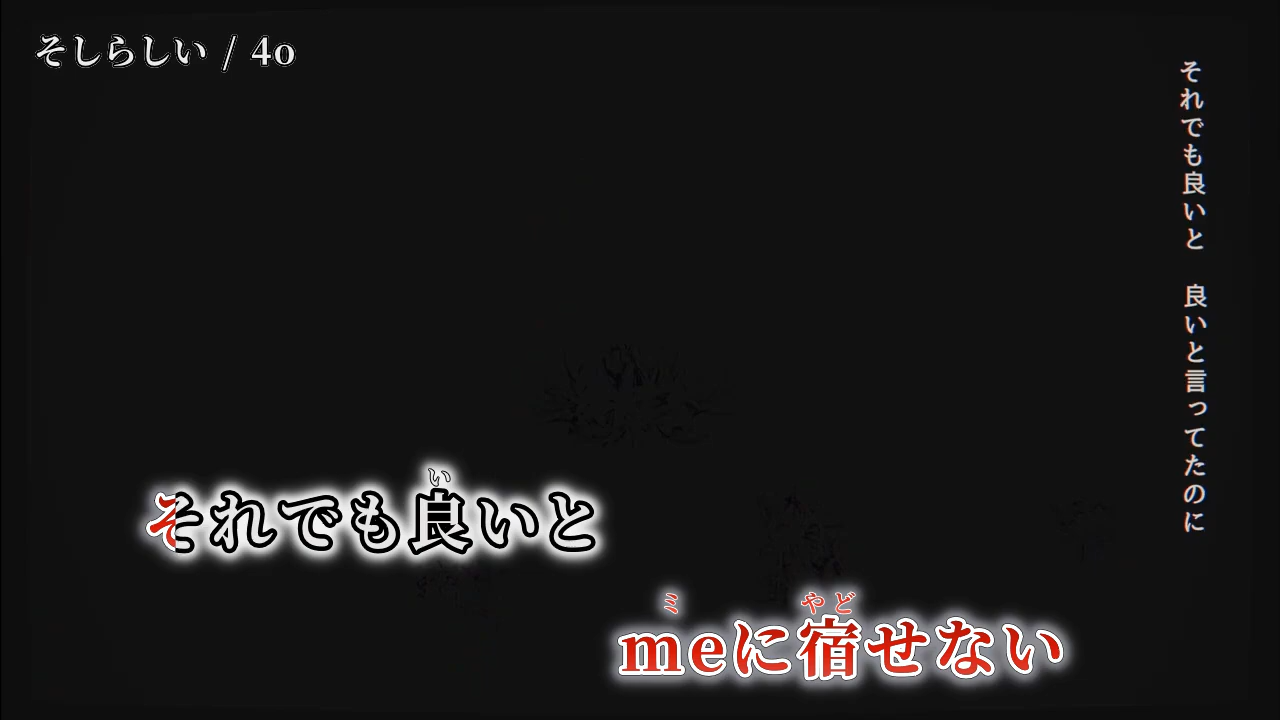 そしらしい / 4o
それでも良いと　良いと言ってたのに
い
それでも良いと
ミ やど
meに宿せない